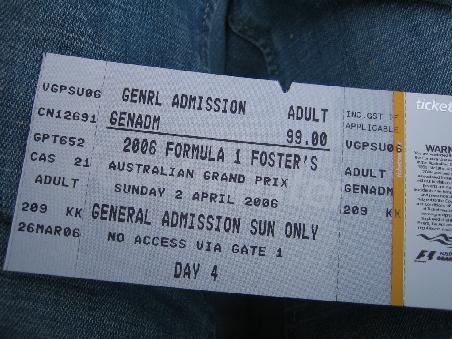 VGPSU06
CN12691
GPT652
CAS 21
ADULT
209 KK
26MAR06
GENRL ADMISSION ADULT
GENADM 99.00
2006 FORMULA 1 FOSTER'S
AUSTRALIAN GRAND PRIX
SUNDAY 2 APRIL 2006
GENERAL ADMISSION SUN ONLY
NO ACCESS VIA GATE 1
DAY 4
INC.GST IF
APPLICABLE
VGPSU06
ADULT
GENADM
209 KK
ticket
WARN
F1